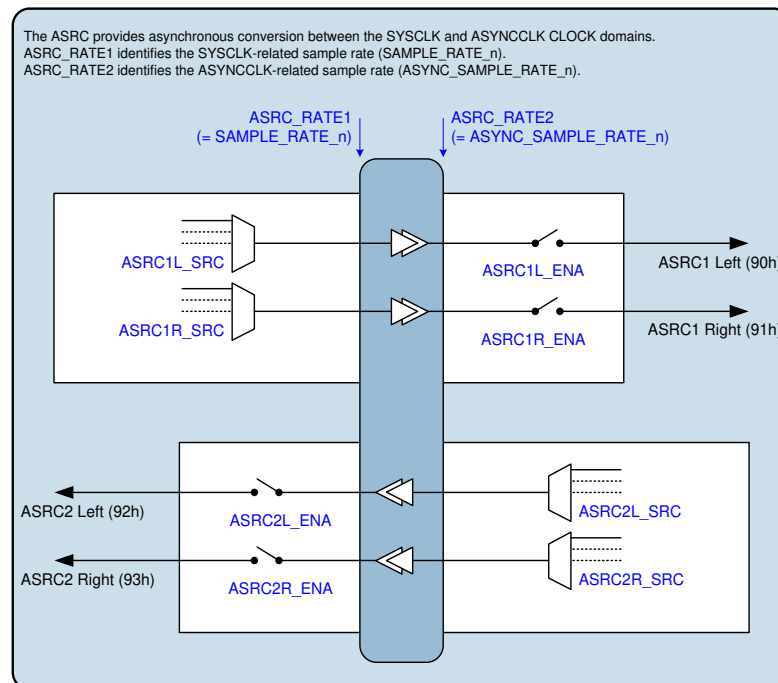 The ASRC provides asynchronous conversion between the SYSCLK and ASYNCCLK CLOCK domains.
ASRC_RATE1 identifies the SYSCLK-related sample rate (SAMPLE_RATE_n).
ASRC_RATE2 identifies the ASYNCCLK-related sample rate (ASYNC_SAMPLE_RATE_n).
ASRC_RATE1
(= SAMPLE_RATE_n)
ASRC_RATE2
(= ASYNC_SAMPLE_RATE_n)
ASRC1L_SRC
ASRC1L_ENA
ASRC1 Left (90h)
ASRC1R_SRC
ASRC1R_ENA
ASRC1 Right (91h)
ASRC2 Left (92h)
ASRC2L_ENA
ASRC2L_SRC
ASRC2 Right (93h)
ASRC2R_ENA
ASRC2R_SRC